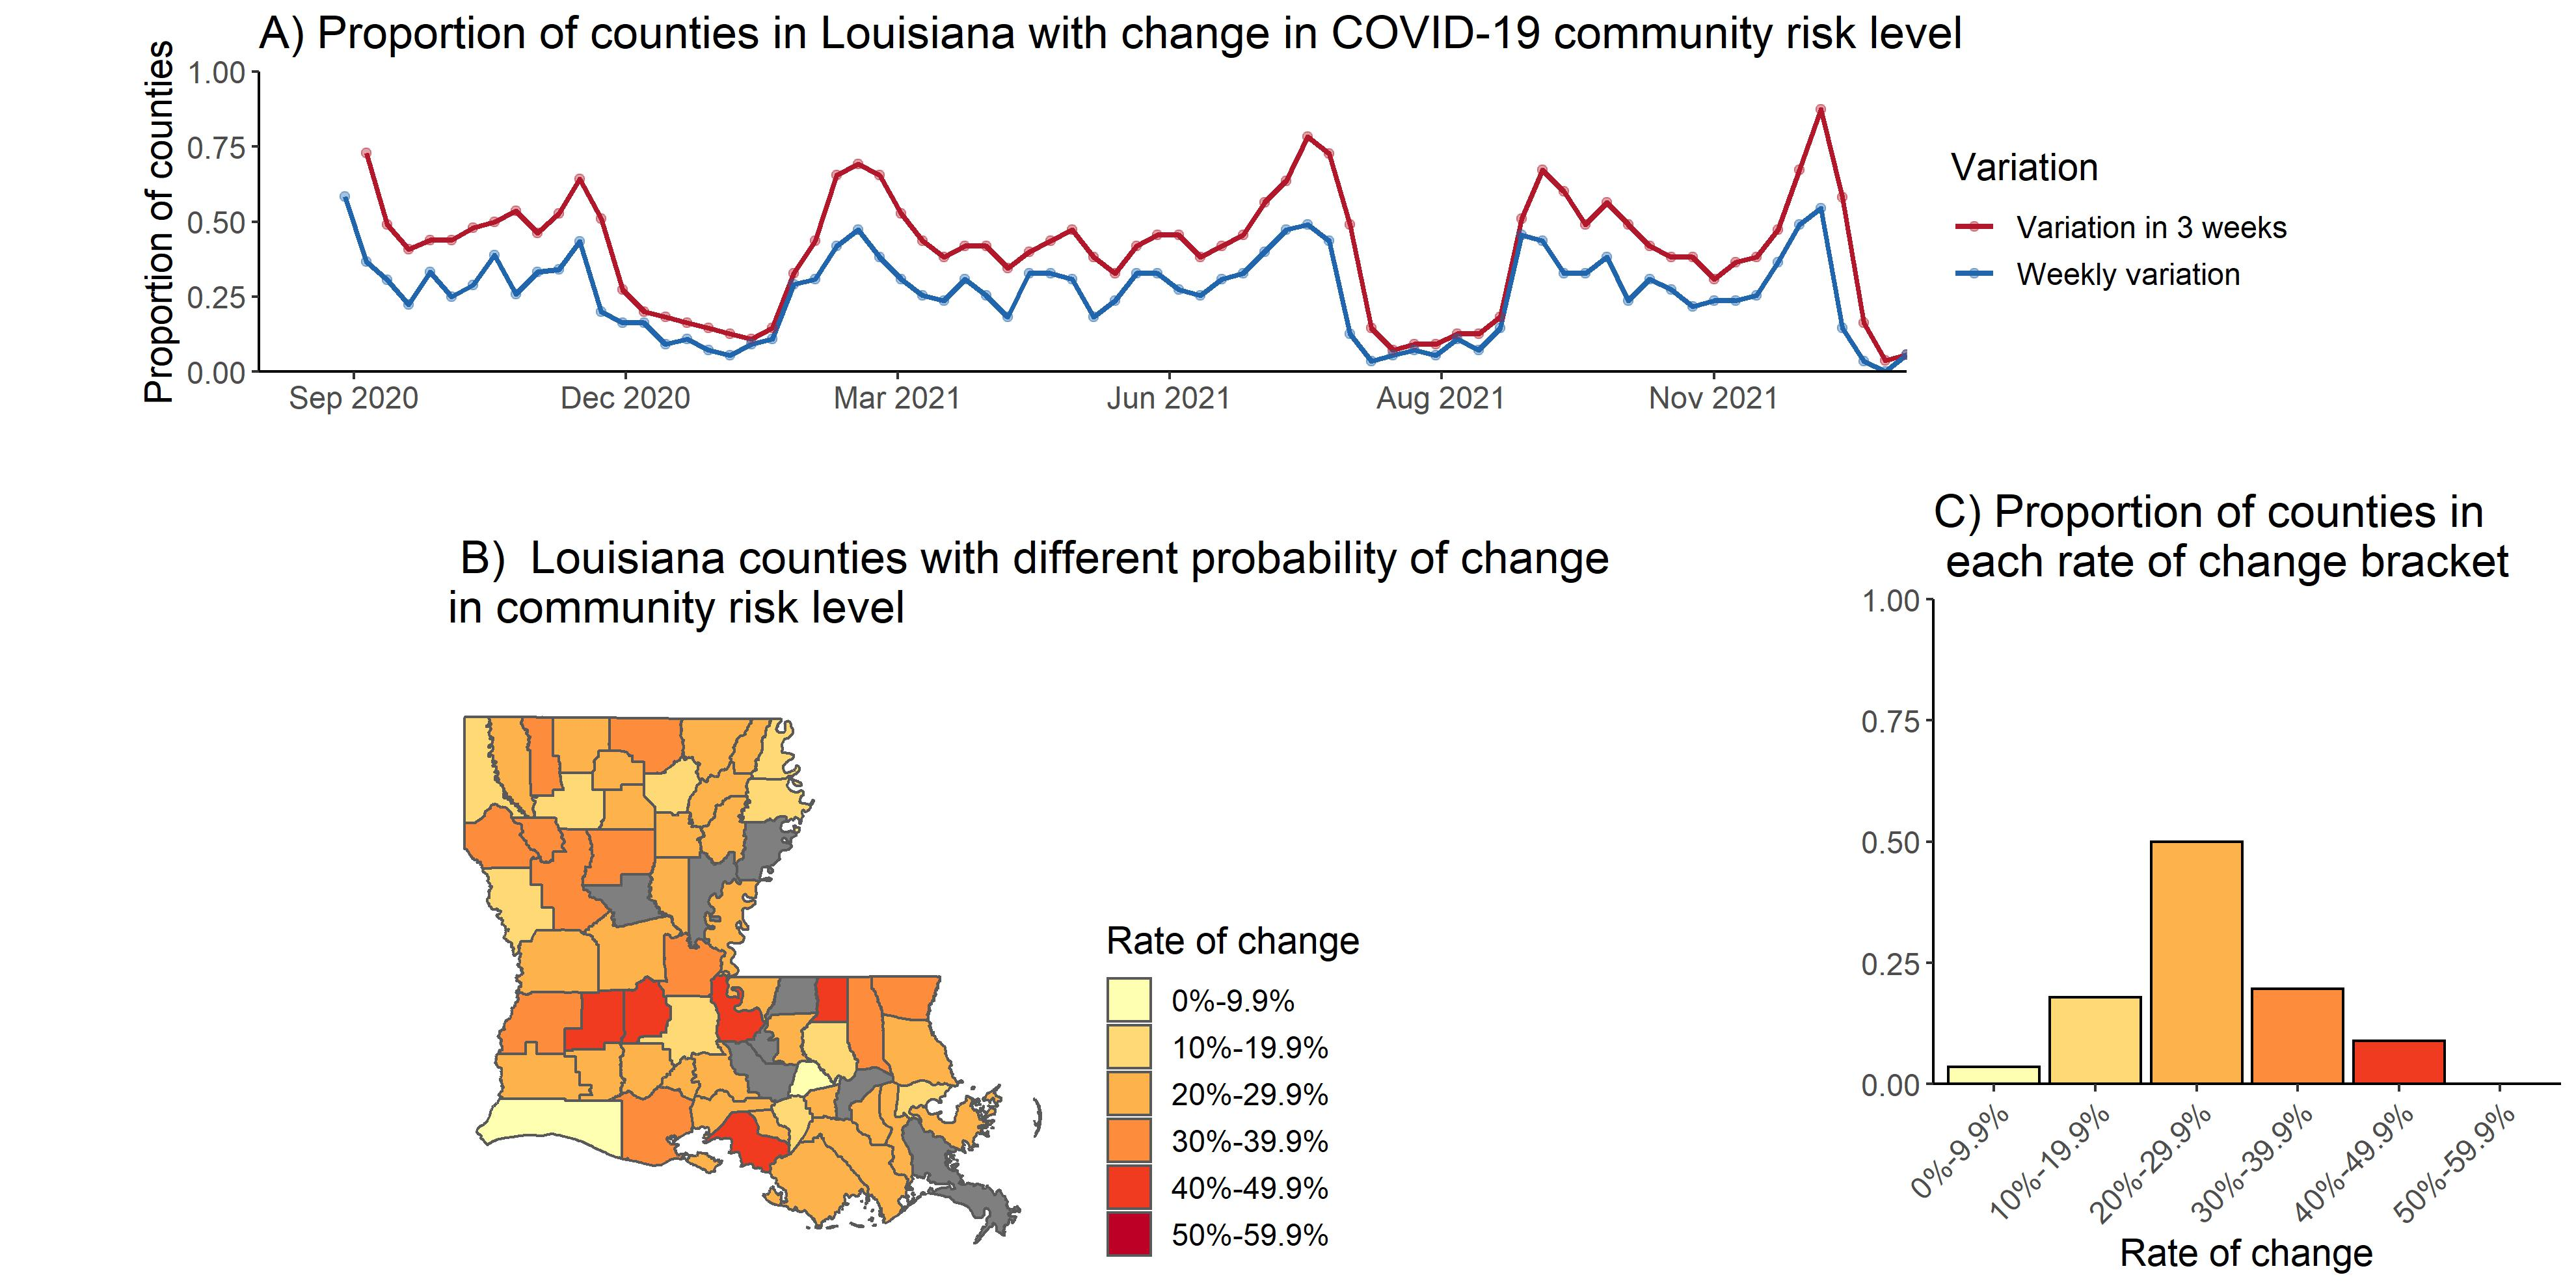 A) Proportion of counties in Louisiana with change in COVID-19 community risk level
Proportion of counties
1.00
0.75
0.50
0.25
0.00
Sep 2020
Dec 2020
Mar 2021
Jun 2021
Aug 2021
Nov 2021
Variation
Variation in 3 weeks
Weekly variation
B) Louisiana counties with different probability of change
in community risk level
Rate of change
0%-9.9%
10%-19.9%
20%-29.9%
30%-39.9%
40%-49.9%
50%-59.9%
C) Proportion of counties in
each rate of change bracket
1.00
0.75
0.50
0.25
0.00
0%-9.9%
10%-19.9%
20%-29.9%
30%-39.9%
40%-49.9%
50%-59.9%
Rate of change